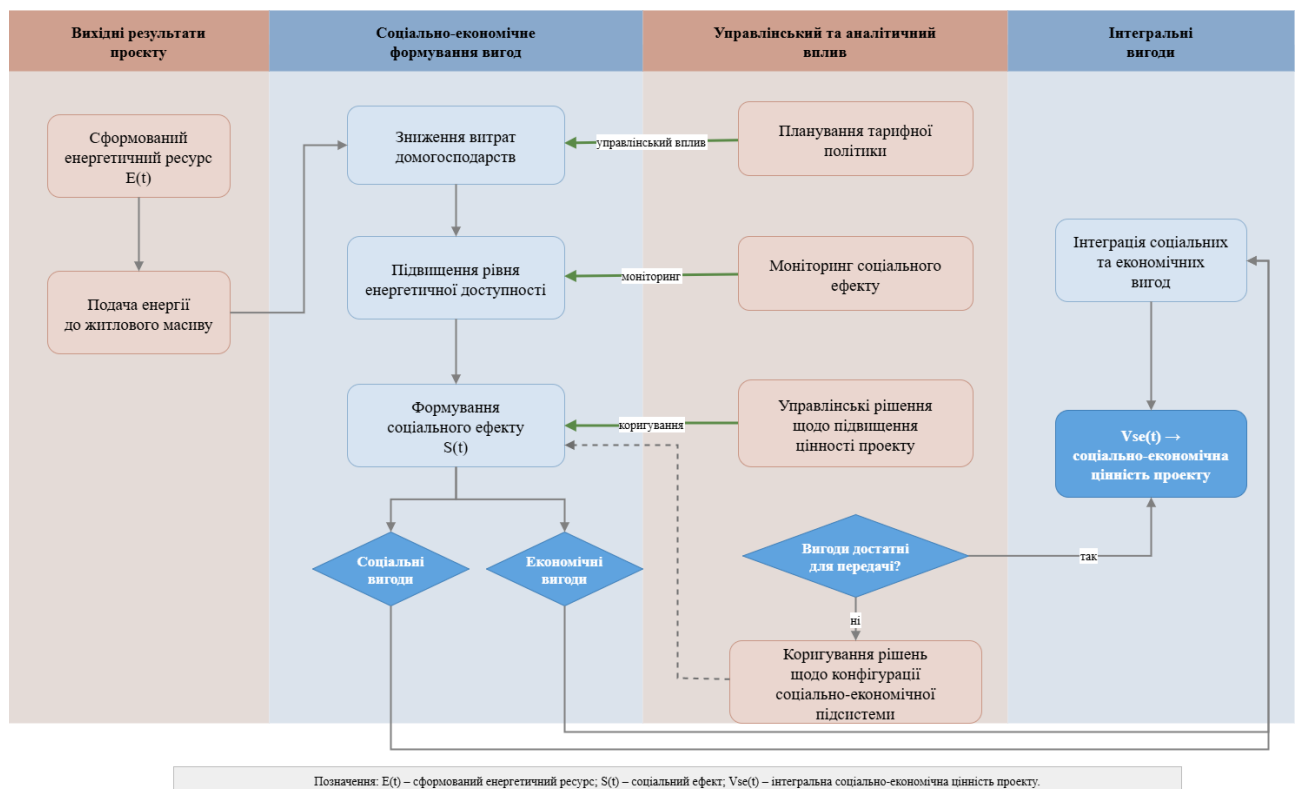 Вихідні результати
проєкту
Соціально-економічне
формування вигод
Управлінський та аналітичний
вплив
Інтегральні
вигоди
Сформований
енергетичний ресурс
E(t)
Подача енергії
до житлового масиву
Зниження витрат
домогосподарств
Підвищення рівня
енергетичної доступності
Формування
соціального ефекту
S(t)
Соціальні
вигоди
Економічні
вигоди
управлінський вплив
моніторинг
коригування
Планування тарифної
політики
Моніторинг соціального
ефекту
Управлінські рішення
щодо підвищення
цінності проекту
Вигоди достатні
для передачі?
так
ні
Коригування рішень
щодо конфігурації
соціально-економічної
підсистеми
Інтеграція соціальних
та економічних
вигод
Vse(t) →
соціально-економічна
цінність проекту
Позначення: E(t) – сформований енергетичний ресурс; S(t) – соціальний ефект; Vse(t) – інтегральна соціально-економічна цінність проекту.